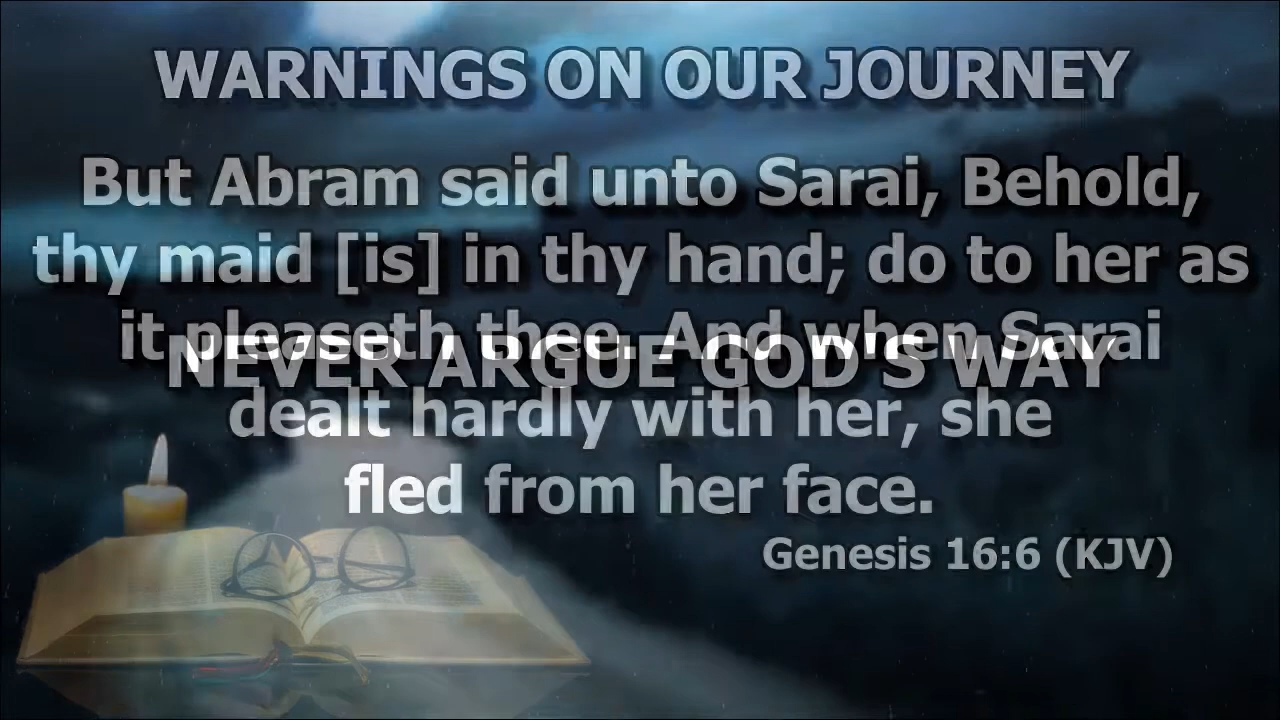 WARNINGS ON OUR JOURNEY
But Abram said unto Sarai, Behold,
thy maid [is] in thy hand; do to her as
it pleaseth thee. And when Sarai
NEVER ARGUE GOD'S WAY
dealt hardly with her, she
fled from her face.
Genesis 16:6 (KJV)